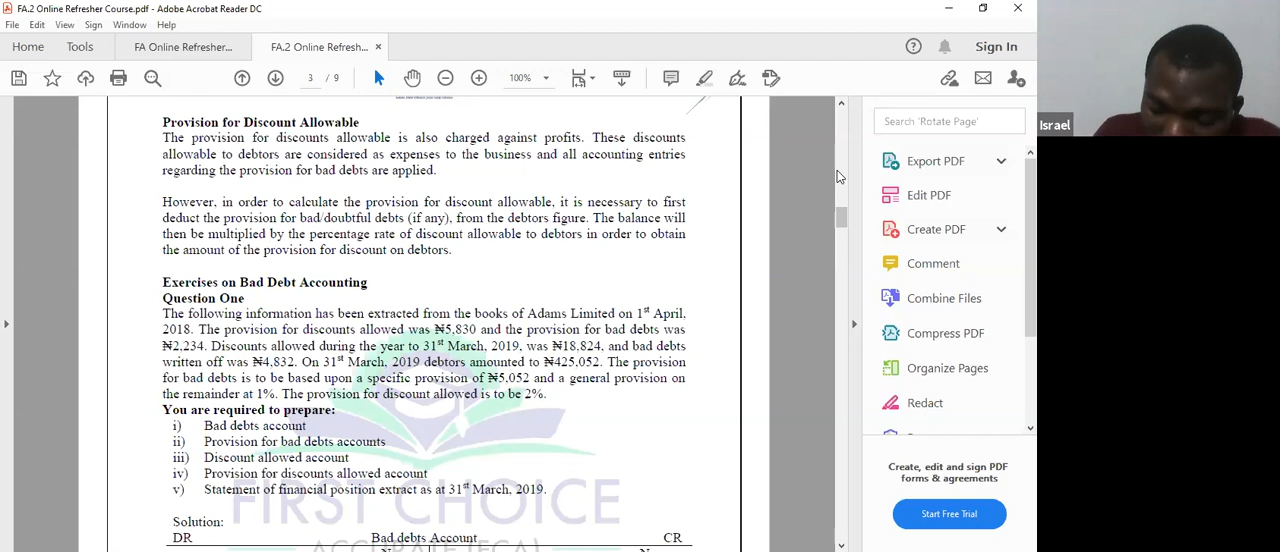 FA.2 Online Refresher Course.pdf - Adobe Acrobat Reader DC
File Edit View Sign Window Help
Home Tools FA Online Refresher... FA.2 Online Refresh... × Sign In
3 / 9 100%
Provision for Discount Allowable
The provision for discounts allowable is also charged against profits. These discounts
allowable to debtors are considered as expenses to the business and all accounting entries
regarding the provision for bad debts are applied.
However, in order to calculate the provision for discount allowable, it is necessary to first
deduct the provision for bad/doubtful debts (if any), from the debtors figure. The balance will
then be multiplied by the percentage rate of discount allowable to debtors in order to obtain
the amount of the provision for discount on debtors.
Exercises on Bad Debt Accounting
Question One
The following information has been extracted from the books of Adams Limited on 1st April,
2018. The provision for discounts allowed was ₦5,830 and the provision for bad debts was
₦2,234. Discounts allowed during the year to 31st March, 2019, was ₦18,824, and bad debts
written off was ₦4,832. On 31st March, 2019 debtors amounted to ₦425,052. The provision
for bad debts is to be based upon a specific provision of ₦5,052 and a general provision on
the remainder at 1%. The provision for discount allowed is to be 2%.
You are required to prepare:
i) Bad debts account
ii) Provision for bad debts accounts
iii) Discount allowed account
iv) Provision for discounts allowed account
v) Statement of financial position extract as at 31st March, 2019.
FIRST CHOICE
Solution:
DR Bad debts Account CR
ACCURATE (FCA)
Search 'Rotate Page'
Export PDF
Edit PDF
Create PDF
Comment
Combine Files
Compress PDF
Organize Pages
Redact
Create, edit and sign PDF
forms & agreements
Start Free Trial
Israel